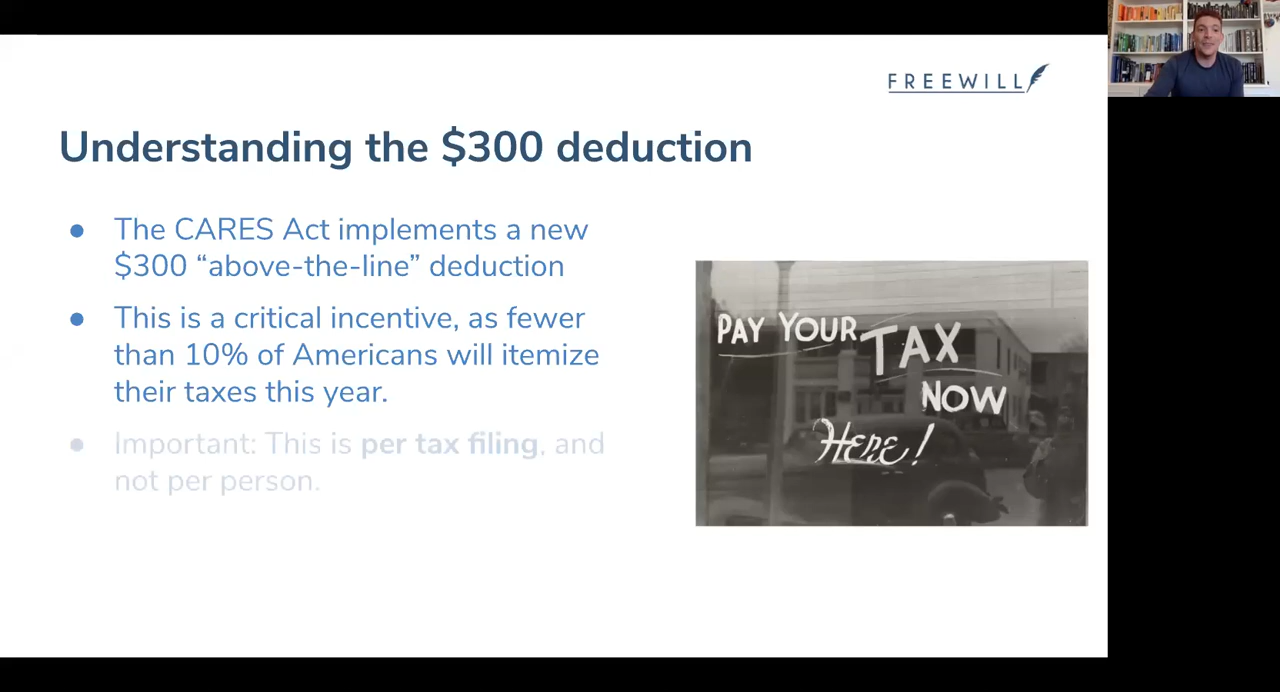 FREEWILL
Understanding the $300 deduction
● The CARES Act implements a new
$300 “above-the-line” deduction
● This is a critical incentive, as fewer
than 10% of Americans will itemize
their taxes this year.
● Important: This is per tax filing, and
not per person.
PAY YOUR TAX
NOW
HERE!